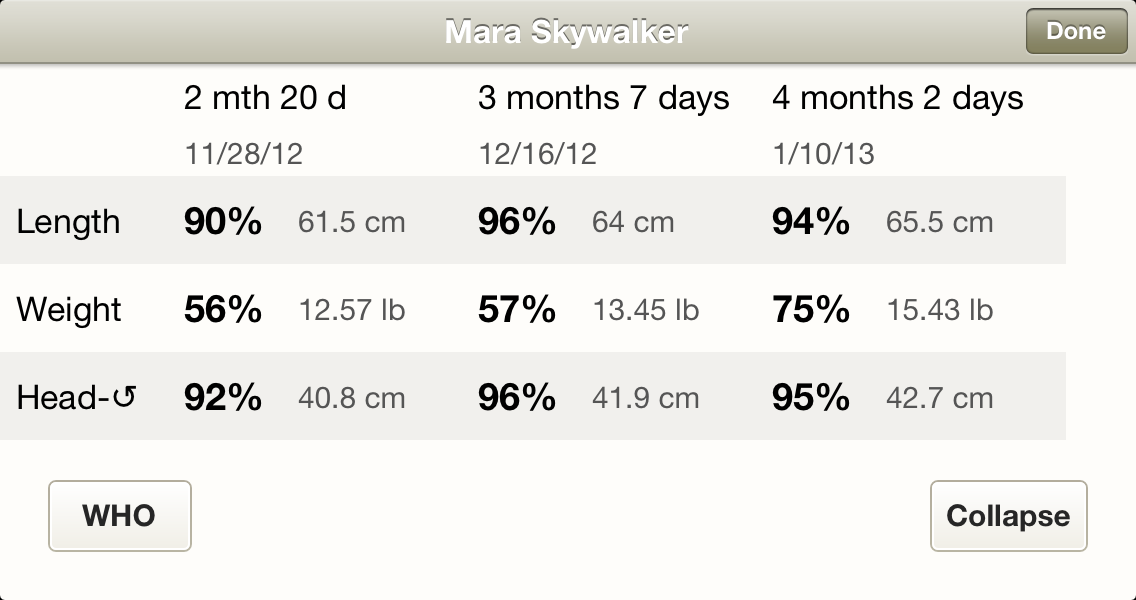 Mara Skywalker
Done
2 mth 20 d 3 months 7 days 4 months 2 days
11/28/12 12/16/12 1/10/13
Length 90% 61.5 cm 96% 64 cm 94% 65.5 cm
Weight 56% 12.57 lb 57% 13.45 lb 75% 15.43 lb
Head-↺ 92% 40.8 cm 96% 41.9 cm 95% 42.7 cm
WHO
Collapse